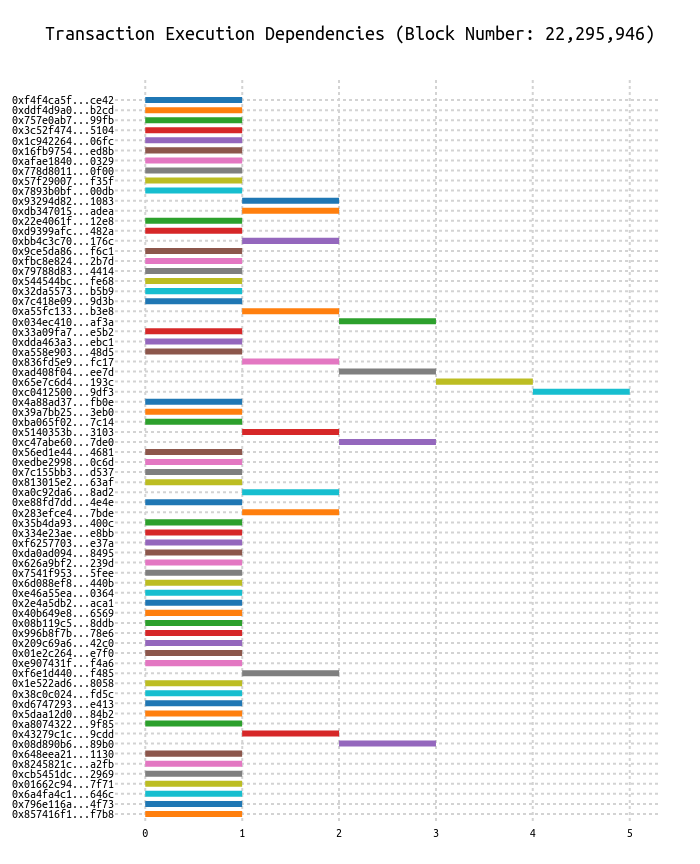 Transaction Execution Dependencies (Block Number: 22,295,946)
0xf4f4ca5f...ce42
0xddf4d9a0...b2cd
0x757e0ab7...99fb
0x3c52f474...5104
0x1c942264...06fc
0x16fb9754...ed8b
0xafae1840...0329
0x778d8011...0f00
0x57f29007...f35f
0x7893b0bf...00db
0x93294d82...1083
0xdb347015...adea
0x22e4061f...12e8
0xd9399afc...482a
0xbb4c3c70...176c
0x9ce5da86...f6c1
0xfbc8e824...2b7d
0x79788d83...4414
0x544544bc...fe68
0x32da5573...b5b9
0x7c418e09...9d3b
0xa55fc133...b3e8
0x034ec410...af3a
0x33a09fa7...e5b2
0xdda463a3...ebc1
0xa558e903...48d5
0x836fd5e9...fc17
0xad408f04...ee7d
0x65e7c6d4...193c
0xc0412500...9df3
0x4a88ad37...fb0e
0x39a7bb25...3eb0
0xba065f02...7c14
0x5140353b...3103
0xc47abe60...7de0
0x56ed1e44...4681
0xedbe2998...0c6d
0x7c155bb3...d537
0x813015e2...63af
0xa0c92da6...8ad2
0xe88fd7dd...4e4e
0x283efce4...7bde
0x35b4da93...400c
0x334e23ae...e8bb
0xf6257703...e37a
0xda0ad094...8495
0x626a9bf2...239d
0x7541f953...5fee
0x6d088ef8...440b
0xe46a55ea...0364
0x2e4a5db2...aca1
0x40b649e8...6569
0x08b119c5...8ddb
0x996b8f7b...78e6
0x209c69a6...42c0
0x01e2c264...e7f0
0xe907431f...f4a6
0xf6e1d440...f485
0x1e522ad6...8058
0x38c0c024...fd5c
0xd6747293...e413
0x5daa12d0...84b2
0xa8074322...9f85
0x43279c1c...9cdd
0x08d890b6...89b0
0x648eea21...1130
0x8245821c...a2fb
0xcb5451dc...2969
0x01662c94...7f71
0x6a4fa4c1...646c
0x796e116a...4f73
0x857416f1...f7b8
0 1 2 3 4 5